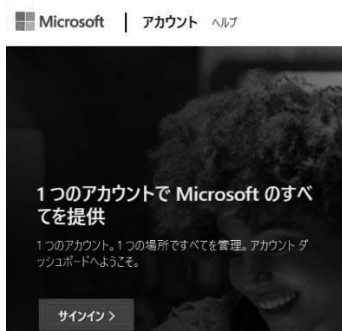 Microsoft | アカウント ヘルプ
1 つのアカウントで Microsoft のすべ
てを提供
1 つのアカウント。1 つの場所ですべてを管理。アカウント ダ
ッシュボードへようこそ。
サインイン >